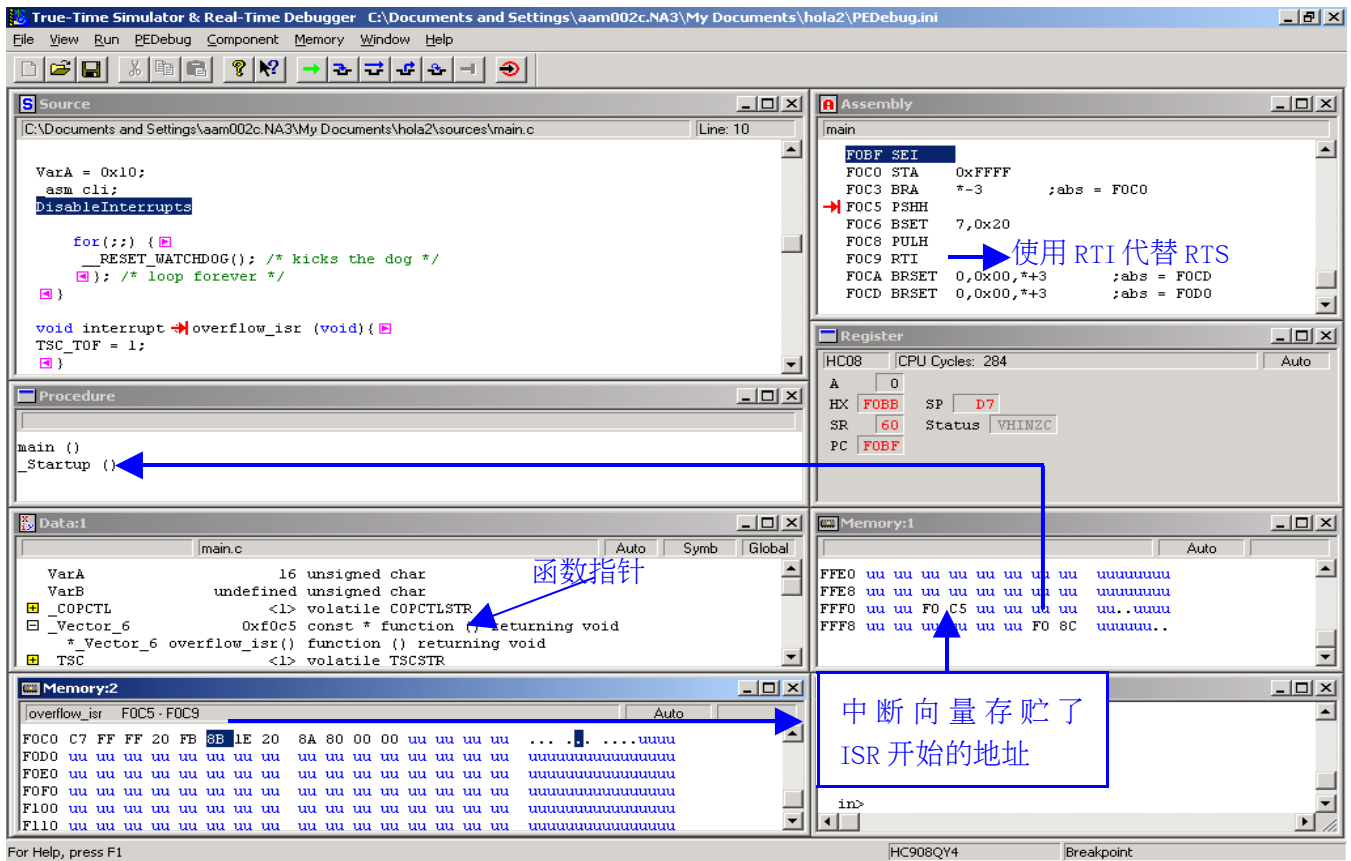 True-Time Simulator & Real-Time Debugger C:\Documents and Settings\aam002c.NA3\My Documents\hola2\PEDebug.ini
File View Run PEDebug Component Memory Window Help
Source
C:\Documents and Settings\aam002c.NA3\My Documents\hola2\sources\main.c Line: 10
VarA = 0x10;
_asm cli;
DisableInterrupts
for(;;) {
__RESET_WATCHDOG(); /* kicks the dog */
}; /* loop forever */
}
void interrupt overflow_isr (void){
TSC_TOF = 1;
}
Assembly
main
F0BF SEI
F0C0 STA 0xFFFF
F0C3 BRA *-3 ;abs = F0C0
F0C5 PSHH
F0C6 BSET 7,0x20
F0C8 PULH
F0C9 RTI
使用 RTI 代替 RTS
F0CA BRSET 0,0x00,*+3 ;abs = F0CD
F0CD BRSET 0,0x00,*+3 ;abs = F0D0
Register
HC08 CPU Cycles: 284 Auto
A 0
HX F0BB SP D7
SR 60 Status VHINZC
PC F0BF
Procedure
main ()
_Startup ()
Data:1
main.c Auto Symb Global
函数指针
VarA 16 unsigned char
VarB undefined unsigned char
_COPCTL <1> volatile COPCTLSTR
_Vector_6 0xf0c5 const * function () returning void
*_Vector_6 overflow_isr() function () returning void
TSC <1> volatile TSCSTR
Memory:1
Auto
FFE0 uu uu uu uu uu uu uu uu uuuuuuuu
FFE8 uu uu uu uu uu uu uu uu uuuuuuuu
FFF0 uu uu F0 C5 uu uu uu uu uu..uuuu
FFF8 uu uu uu uu uu uu F0 8C uuuuuu..
Memory:2
overflow_isr F0C5 - F0C9 Auto
F0C0 C7 FF FF 20 FB 8B 1E 20 8A 80 00 00 uu uu uu uu ... .. . ....uuuu
F0D0 uu uu uu uu uu uu uu uu uu uu uu uu uu uu uu uu uuuuuuuuuuuuuuuu
F0E0 uu uu uu uu uu uu uu uu uu uu uu uu uu uu uu uu uuuuuuuuuuuuuuuu
F0F0 uu uu uu uu uu uu uu uu uu uu uu uu uu uu uu uu uuuuuuuuuuuuuuuu
F100 uu uu uu uu uu uu uu uu uu uu uu uu uu uu uu uu uuuuuuuuuuuuuuuu
F110 uu uu uu uu uu uu uu uu uu uu uu uu uu uu uu uu uuuuuuuuuuuuuuuu
中断向量存贮了
ISR 开始的地址
in>
For Help, press F1 HC908QY4 Breakpoint